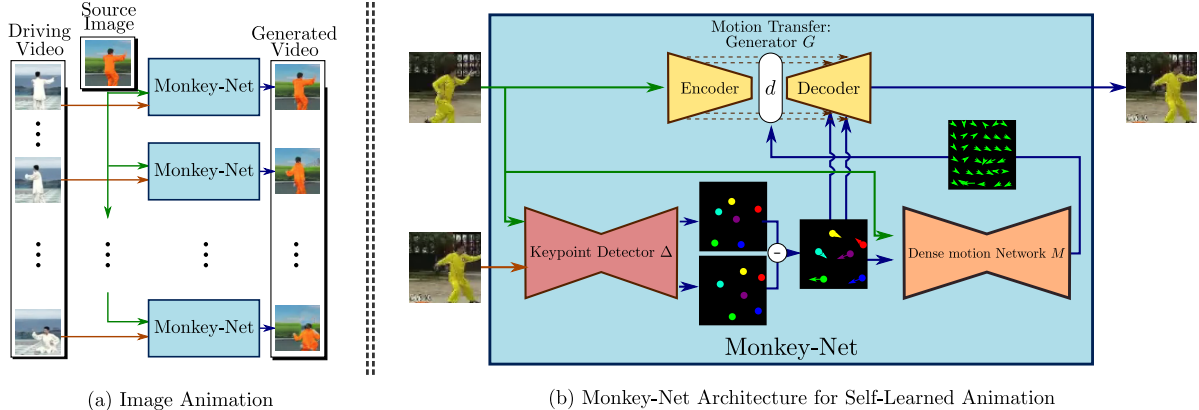 Source
Image
Driving
Video
Generated
Video
Monkey-Net
Monkey-Net
Monkey-Net
(a) Image Animation
Motion Transfer:
Generator G
Encoder
d
Decoder
Keypoint Detector Δ
-
Dense motion Network M
Monkey-Net
(b) Monkey-Net Architecture for Self-Learned Animation